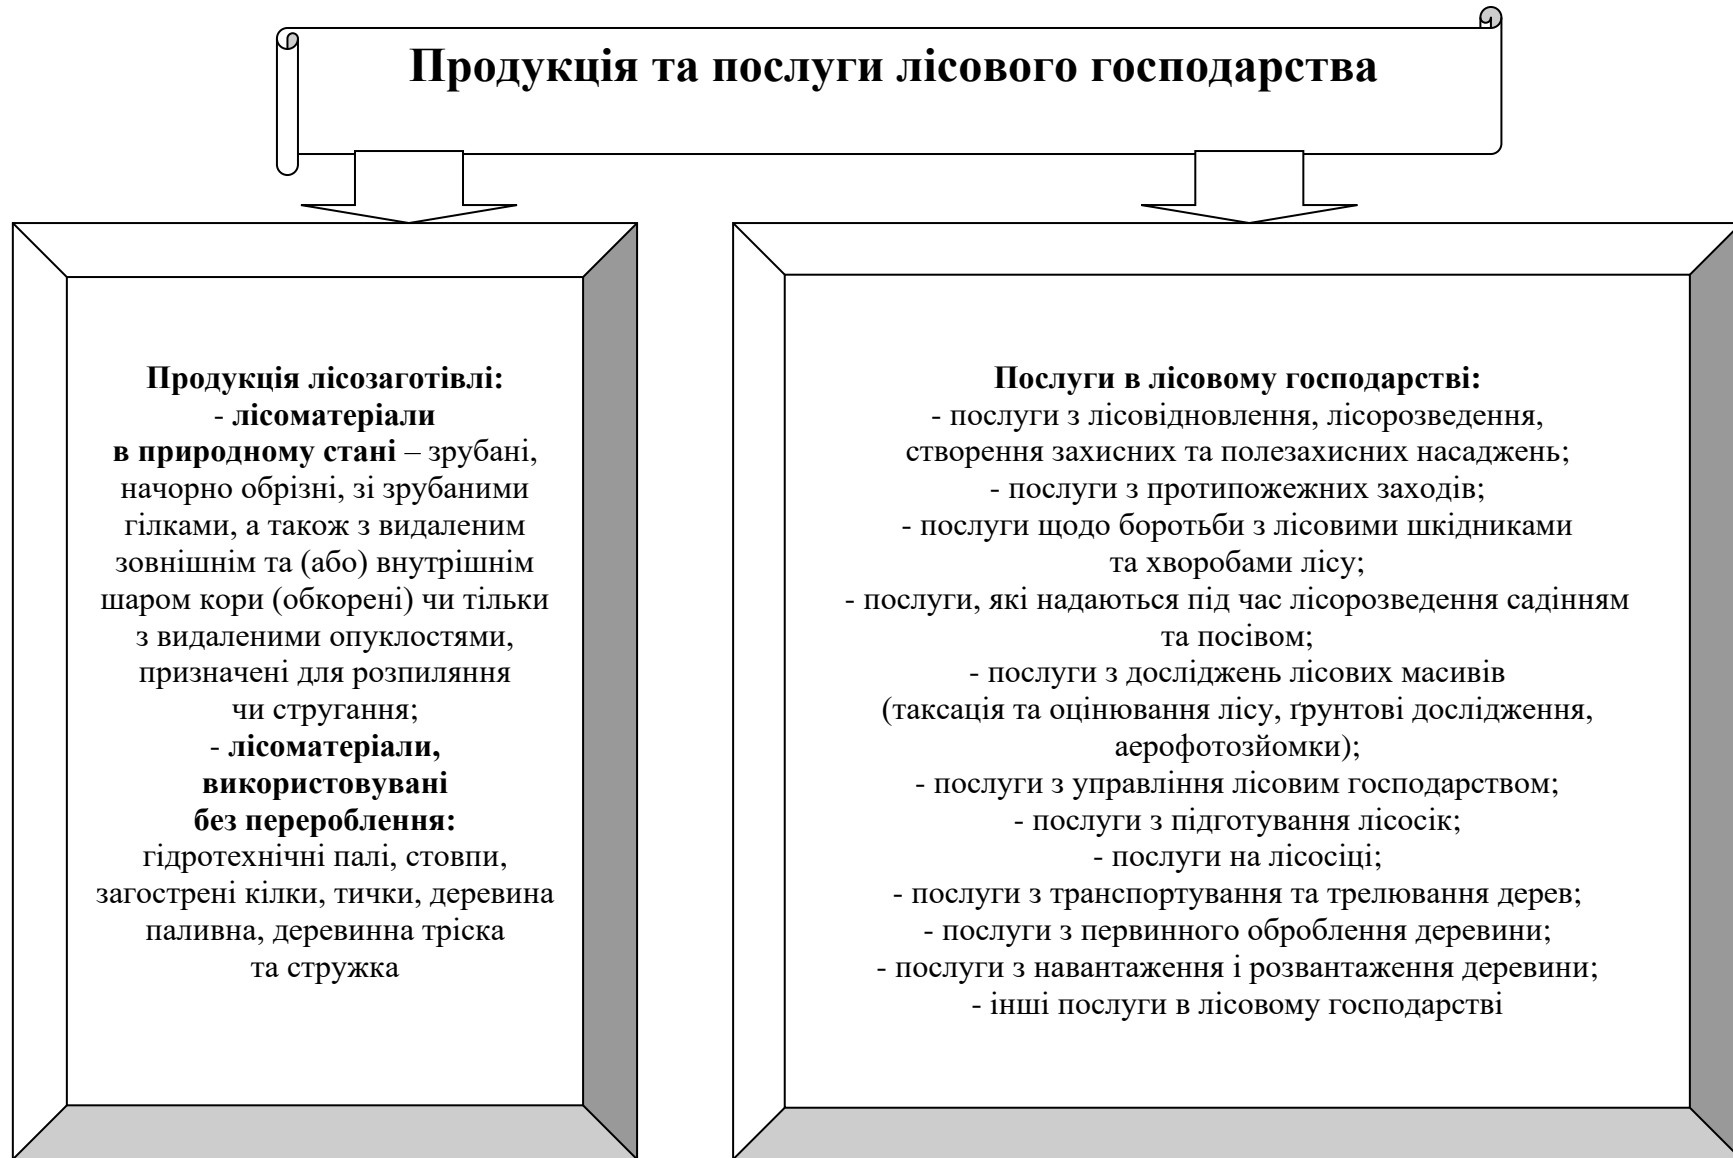 Продукція та послуги лісового господарства
Продукція лісозаготівлі:
- лісоматеріали
в природному стані – зрубані,
начорно обрізні, зі зрубаними
гілками, а також з видаленим
зовнішнім та (або) внутрішнім
шаром кори (обкорені) чи тільки
з видаленими опуклостями,
призначені для розпиляння
чи стругання;
- лісоматеріали,
використовувані
без перероблення:
гідротехнічні палі, стовпи,
загострені кілки, тички, деревина
паливна, деревинна тріска
та стружка
Послуги в лісовому господарстві:
- послуги з лісовідновлення, лісорозведення,
створення захисних та полезахисних насаджень;
- послуги з протипожежних заходів;
- послуги щодо боротьби з лісовими шкідниками
та хворобами лісу;
- послуги, які надаються під час лісорозведення садінням
та посівом;
- послуги з досліджень лісових масивів
(таксація та оцінювання лісу, ґрунтові дослідження,
аерофотозйомки);
- послуги з управління лісовим господарством;
- послуги з підготування лісосік;
- послуги на лісосіці;
- послуги з транспортування та трелювання дерев;
- послуги з первинного оброблення деревини;
- послуги з навантаження і розвантаження деревини;
- інші послуги в лісовому господарстві